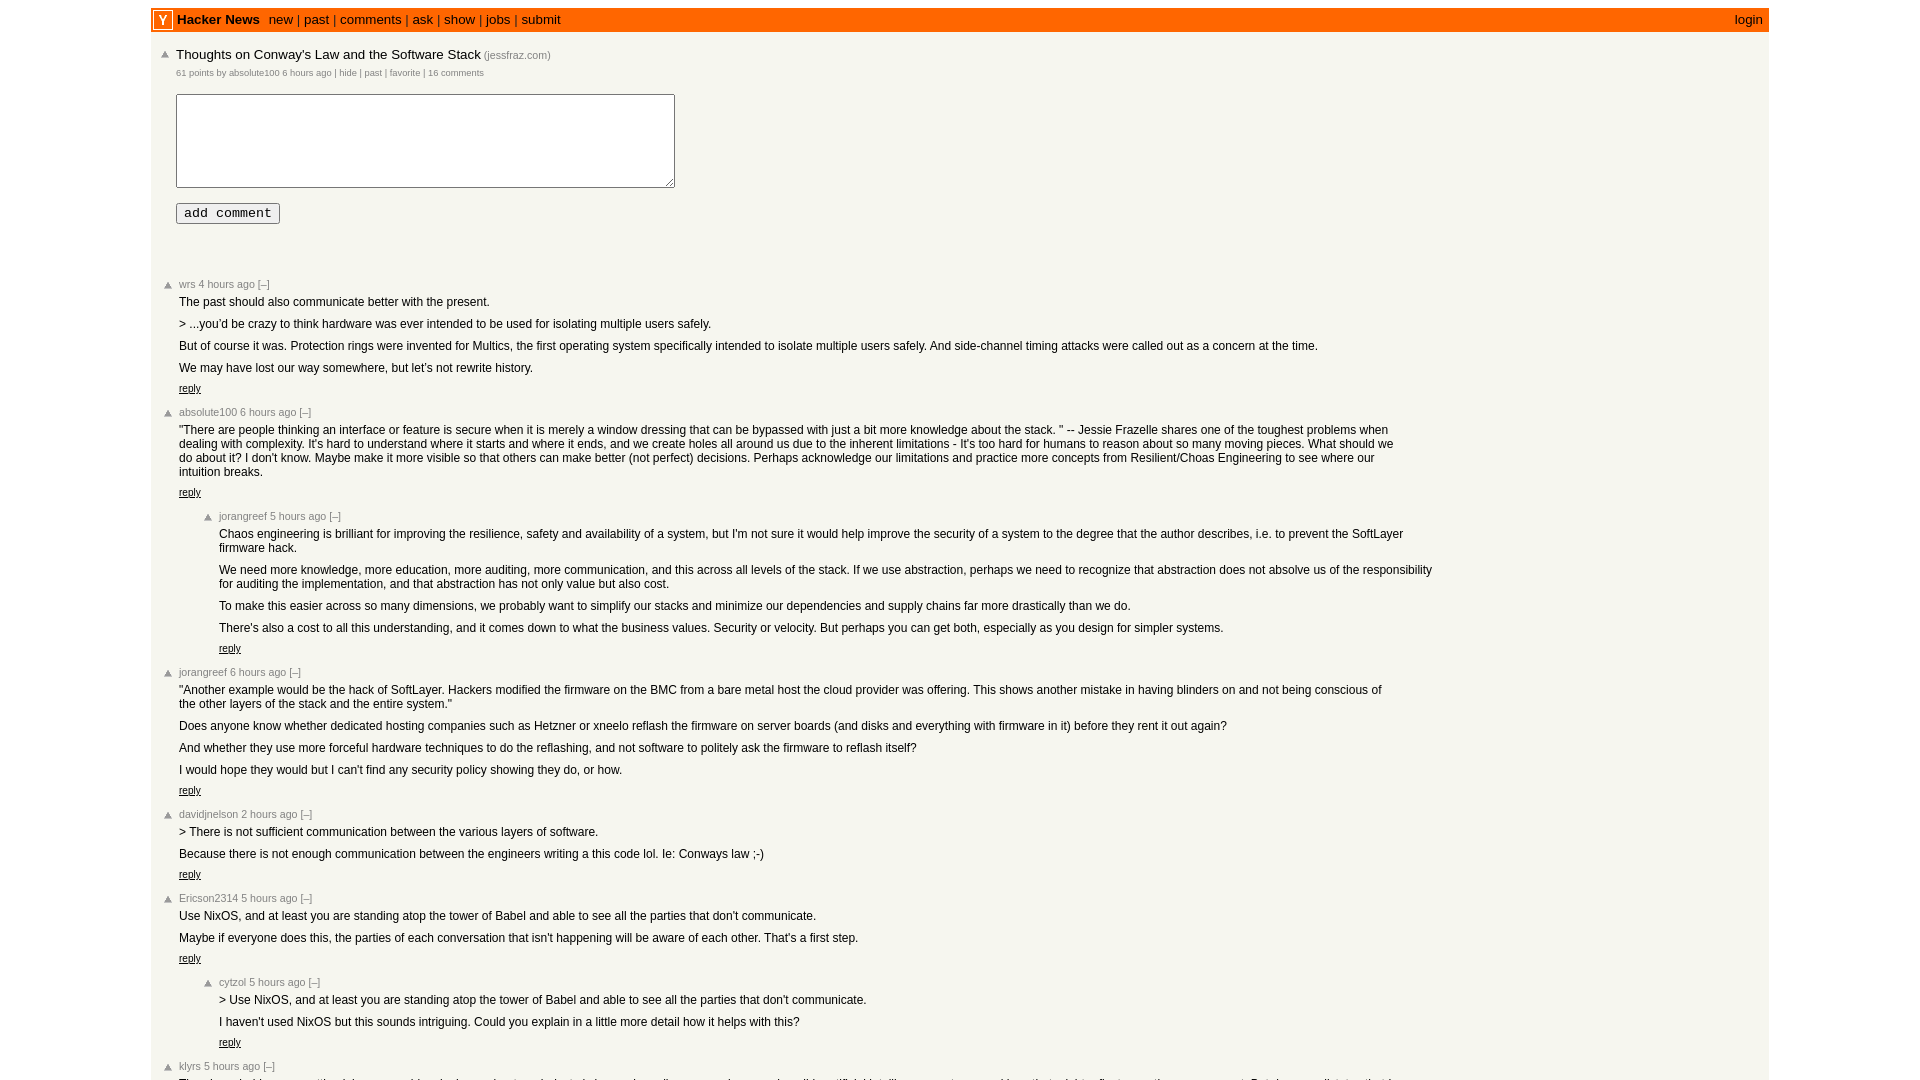 Y Hacker News new | past | comments | ask | show | jobs | submit login
Thoughts on Conway's Law and the Software Stack (jessfraz.com)
61 points by absolute100 6 hours ago | hide | past | favorite | 16 comments
add comment
wrs 4 hours ago [–]
The past should also communicate better with the present.
> ...you’d be crazy to think hardware was ever intended to be used for isolating multiple users safely.
But of course it was. Protection rings were invented for Multics, the first operating system specifically intended to isolate multiple users safely. And side-channel timing attacks were called out as a concern at the time.
We may have lost our way somewhere, but let’s not rewrite history.
reply
absolute100 6 hours ago [–]
"There are people thinking an interface or feature is secure when it is merely a window dressing that can be bypassed with just a bit more knowledge about the stack. " -- Jessie Frazelle shares one of the toughest problems when
dealing with complexity. It's hard to understand where it starts and where it ends, and we create holes all around us due to the inherent limitations - It's too hard for humans to reason about so many moving pieces. What should we
do about it? I don't know. Maybe make it more visible so that others can make better (not perfect) decisions. Perhaps acknowledge our limitations and practice more concepts from Resilient/Choas Engineering to see where our
intuition breaks.
reply
jorangreef 5 hours ago [–]
Chaos engineering is brilliant for improving the resilience, safety and availability of a system, but I'm not sure it would help improve the security of a system to the degree that the author describes, i.e. to prevent the SoftLayer
firmware hack.
We need more knowledge, more education, more auditing, more communication, and this across all levels of the stack. If we use abstraction, perhaps we need to recognize that abstraction does not absolve us of the responsibility
for auditing the implementation, and that abstraction has not only value but also cost.
To make this easier across so many dimensions, we probably want to simplify our stacks and minimize our dependencies and supply chains far more drastically than we do.
There's also a cost to all this understanding, and it comes down to what the business values. Security or velocity. But perhaps you can get both, especially as you design for simpler systems.
reply
jorangreef 6 hours ago [–]
"Another example would be the hack of SoftLayer. Hackers modified the firmware on the BMC from a bare metal host the cloud provider was offering. This shows another mistake in having blinders on and not being conscious of
the other layers of the stack and the entire system."
Does anyone know whether dedicated hosting companies such as Hetzner or xneelo reflash the firmware on server boards (and disks and everything with firmware in it) before they rent it out again?
And whether they use more forceful hardware techniques to do the reflashing, and not software to politely ask the firmware to reflash itself?
I would hope they would but I can't find any security policy showing they do, or how.
reply
davidjnelson 2 hours ago [–]
> There is not sufficient communication between the various layers of software.
Because there is not enough communication between the engineers writing a this code lol. Ie: Conways law ;-)
reply
Ericson2314 5 hours ago [–]
Use NixOS, and at least you are standing atop the tower of Babel and able to see all the parties that don't communicate.
Maybe if everyone does this, the parties of each conversation that isn't happening will be aware of each other. That's a first step.
reply
cytzol 5 hours ago [–]
> Use NixOS, and at least you are standing atop the tower of Babel and able to see all the parties that don't communicate.
I haven't used NixOS but this sounds intriguing. Could you explain in a little more detail how it helps with this?
reply
klyrs 5 hours ago [–]